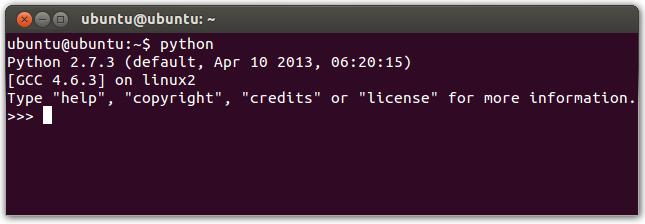 ubuntu@ubuntu: ~
ubuntu@ubuntu:~$ python
Python 2.7.3 (default, Apr 10 2013, 06:20:15)
[GCC 4.6.3] on linux2
Type "help", "copyright", "credits" or "license" for more information.
>>>